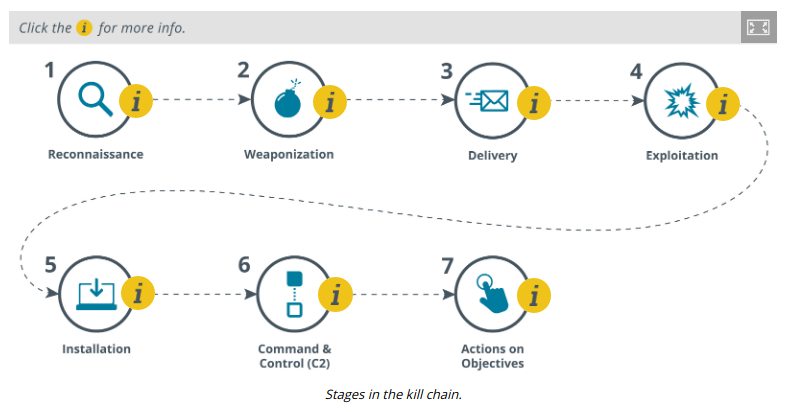 Click the i for more info.
1
i
2
i
3
i
4
i
Reconnaissance
Weaponization
Delivery
Exploitation
5
i
6
i
7
i
Installation
Command &
Control (C2)
Actions on
Objectives
Stages in the kill chain.